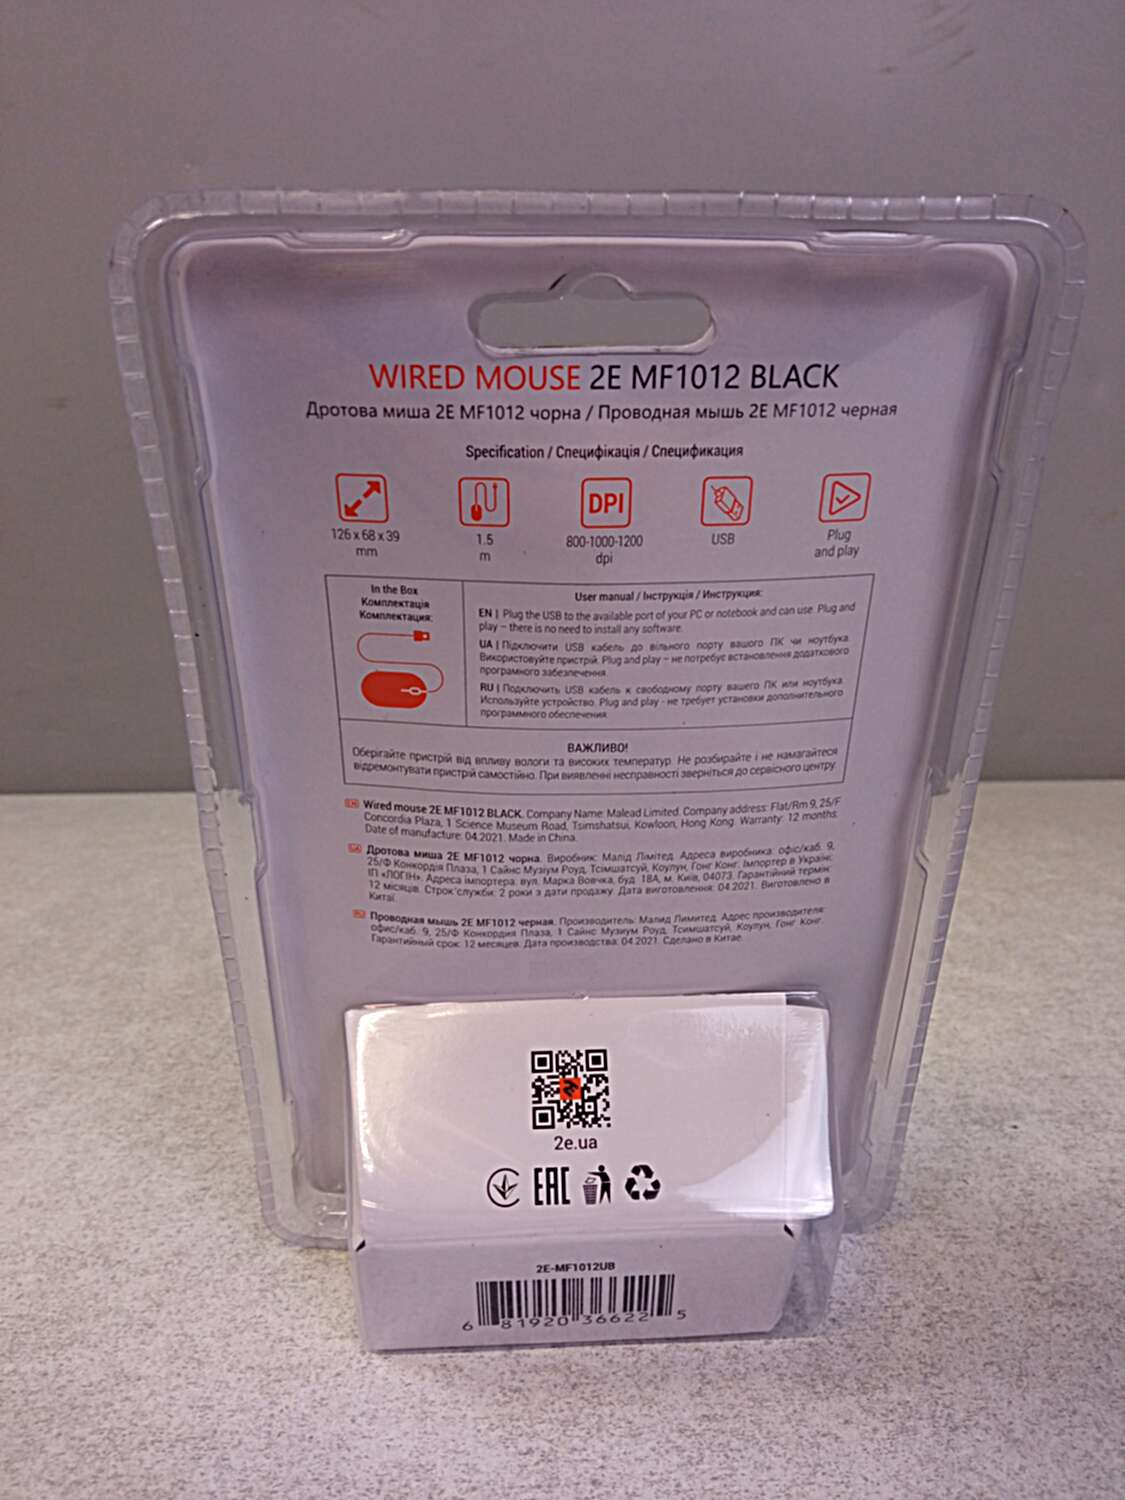 WIRED MOUSE 2E MF1012 BLACK
Дротова миша 2E MF1012 чорна / Проводная мышь 2E MF1012 черная
Specification / Специфікація / Спецификация
DPI
126 x 68 x 39
mm
1.5
m
800-1000-1200
dpi
USB
Plug
and play
In the Box
Комплектація
Комплектация:
User manual / Інструкція / Инструкция:
EN | Plug the USB to the available port of your PC or notebook and can use. Plug and
play – there is no need to install any software.
UA | Підключити USB кабель до вільного порту вашого ПК чи ноутбука.
Використовуйте пристрій. Plug and play – не потребує встановлення додаткового
програмного забезпечення
RU | Подключить USB кабель к свободному порту вашего ПК или ноутбука.
Используйте устройство. Plug and play - не требует установки дополнительного
программного обеспечения
ВАЖЛИВО!
Оберігайте пристрій від впливу вологи та високих температур. Не розбирайте і не намагайтеся
відремонтувати пристрій самостійно. При виявленні несправності зверніться до сервісного центру.
EN Wired mouse 2E MF1012 BLACK. Company Name: Malead Limited. Company address: Flat/Rm 9, 25/F
Concordia Plaza, 1 Science Museum Road, Tsimshatsui, Kowloon, Hong Kong. Warranty: 12 months.
Date of manufacture: 04.2021. Made in China.
UA Дротова миша 2E MF1012 чорна. Виробник: Малід Лімітед. Адреса виробника: офіс/каб. 9,
25/Ф Конкордія Плаза, 1 Сайнс Музіум Роуд, Тсімшатсуі, Коулун, Гонг Конг. Імпортер в Україні:
ІП «ЛОГІН». Адреса імпортера: вул. Марка Вовчка, буд. 18А, м. Київ, 04073. Гарантійний термін:
12 місяців. Строк служби: 2 роки з дати продажу. Дата виготовлення: 04.2021. Виготовлено в
Китаї.
RU Проводная мышь 2E MF1012 черная. Производитель: Малид Лимитед. Адрес производителя:
офис/каб. 9, 25/Ф Конкордия Плаза, 1 Сайнс Музиум Роуд, Тсимшатсуй, Коулун, Гонг Конг.
Гарантийный срок: 12 месяцев. Дата производства: 04.2021. Сделано в Китае.
2e.ua
EAC
2E-MF1012UB
6 81920 36622 5